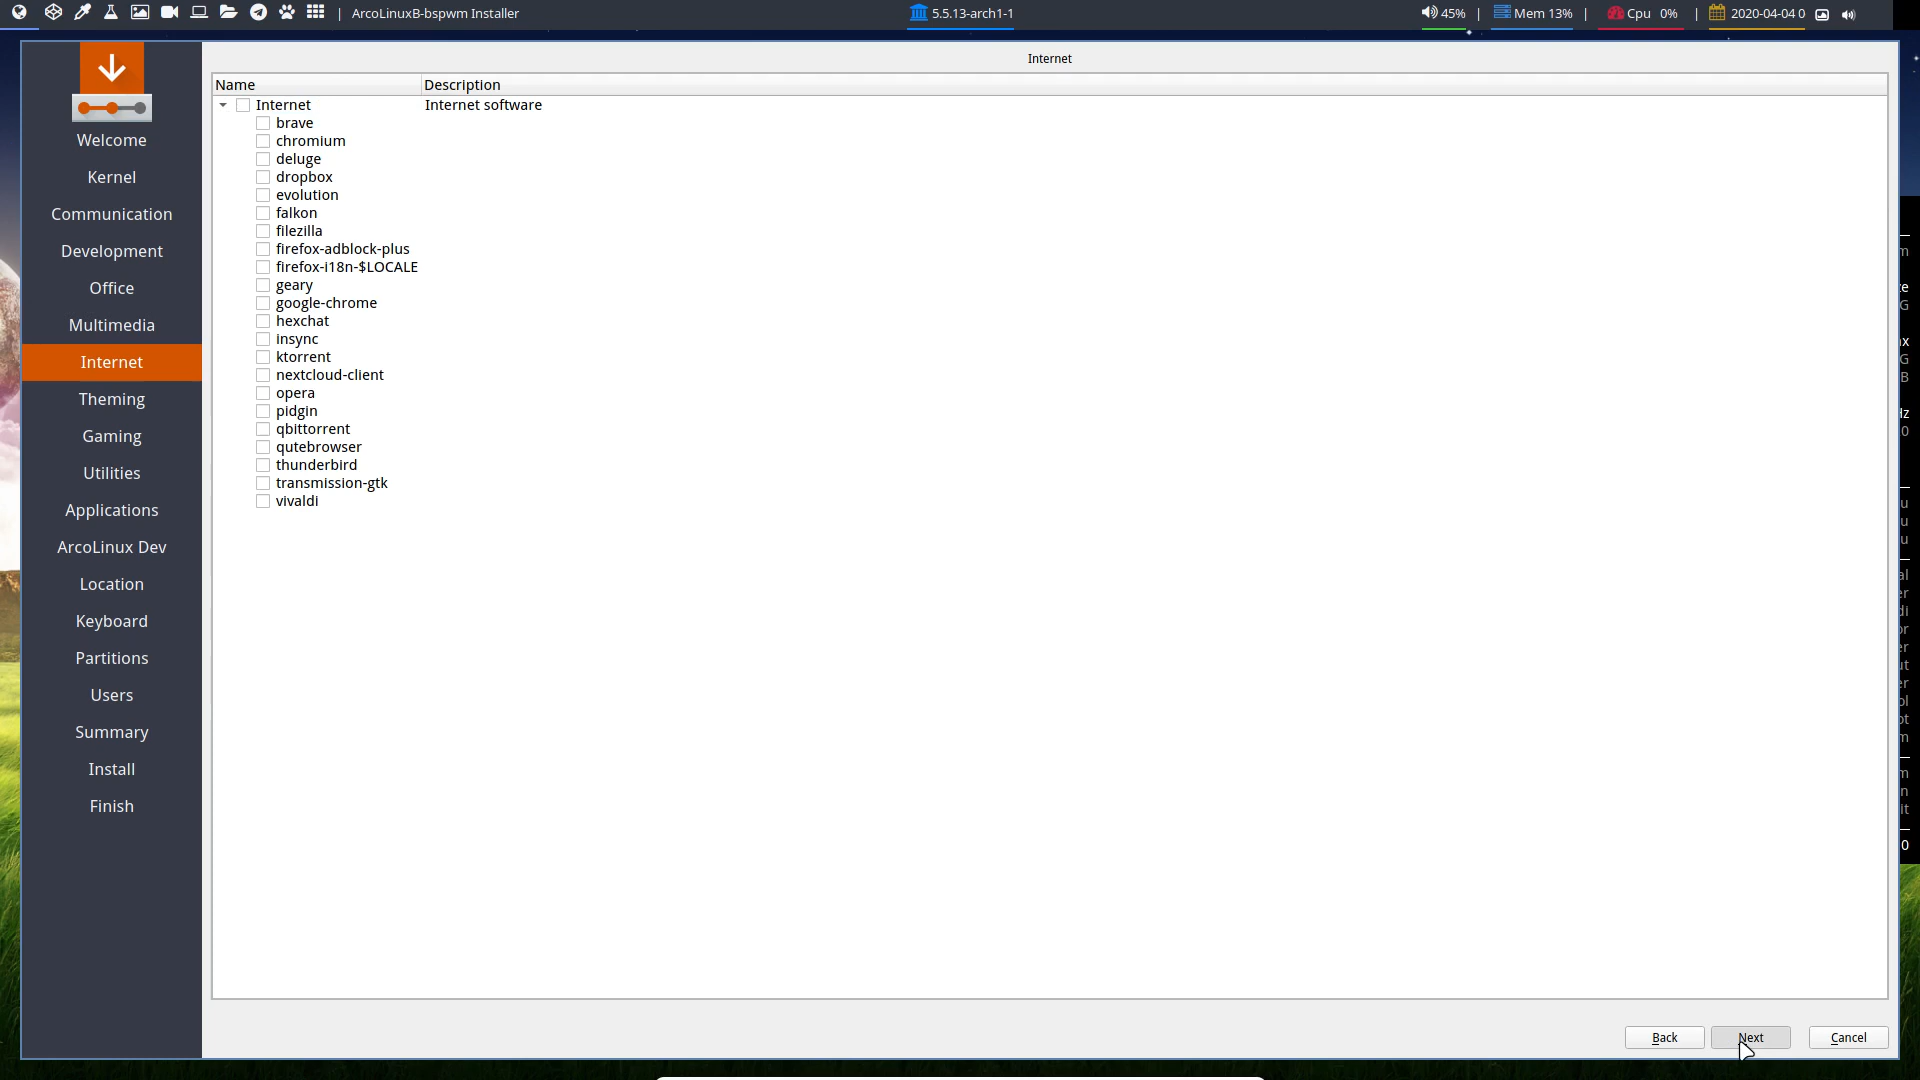 ArcoLinuxB-bspwm Installer
5.5.13-arch1-1
45%
Mem 13%
Cpu 0%
2020-04-04 0
Internet
Name Description
Internet Internet software
brave
chromium
deluge
dropbox
evolution
falkon
filezilla
firefox-adblock-plus
firefox-i18n-$LOCALE
geary
google-chrome
hexchat
insync
ktorrent
nextcloud-client
opera
pidgin
qbittorrent
qutebrowser
thunderbird
transmission-gtk
vivaldi
Welcome
Kernel
Communication
Development
Office
Multimedia
Internet
Theming
Gaming
Utilities
Applications
ArcoLinux Dev
Location
Keyboard
Partitions
Users
Summary
Install
Finish
Back
Next
Cancel